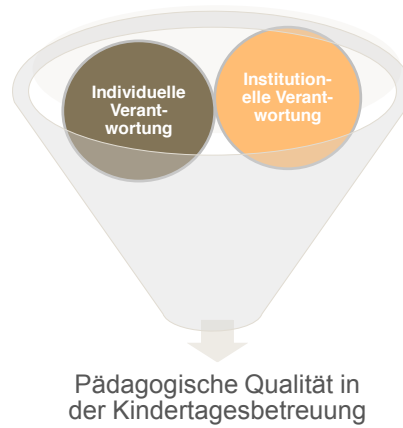 Individuelle
Verant-
wortung
Institution-
elle Verant-
wortung
Pädagogische Qualität in
der Kindertagesbetreuung